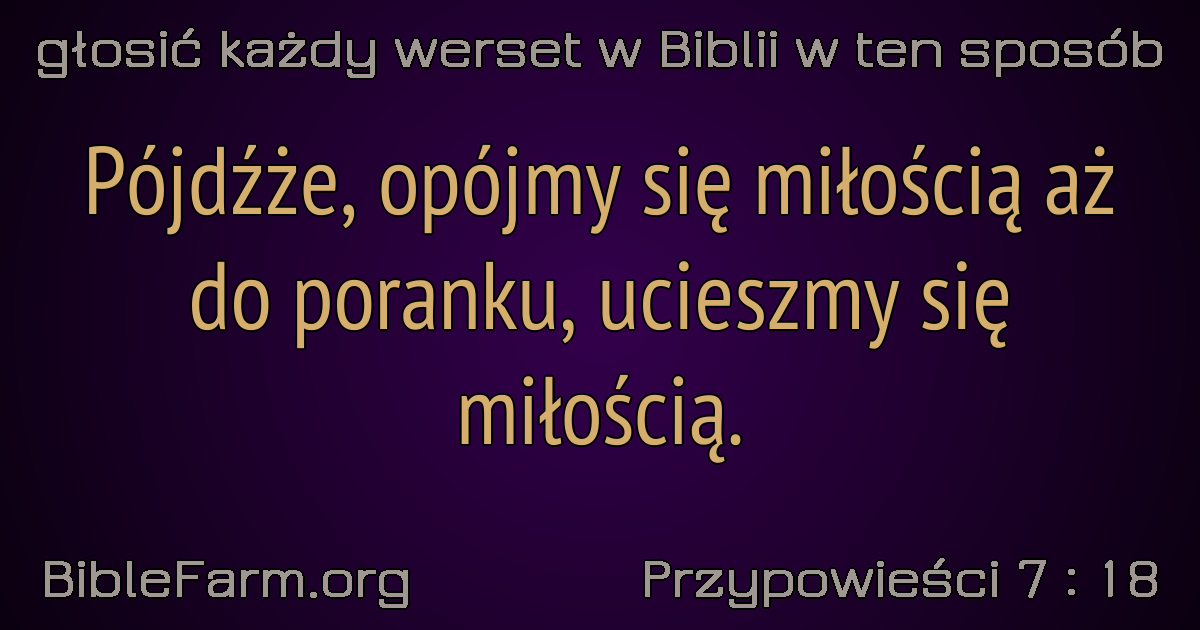 głosić każdy werset w Biblii w ten sposób
Pójdźże, opójmy się miłością aż
do poranku, ucieszmy się
miłością.
BibleFarm.org
Przypowieści 7 : 18